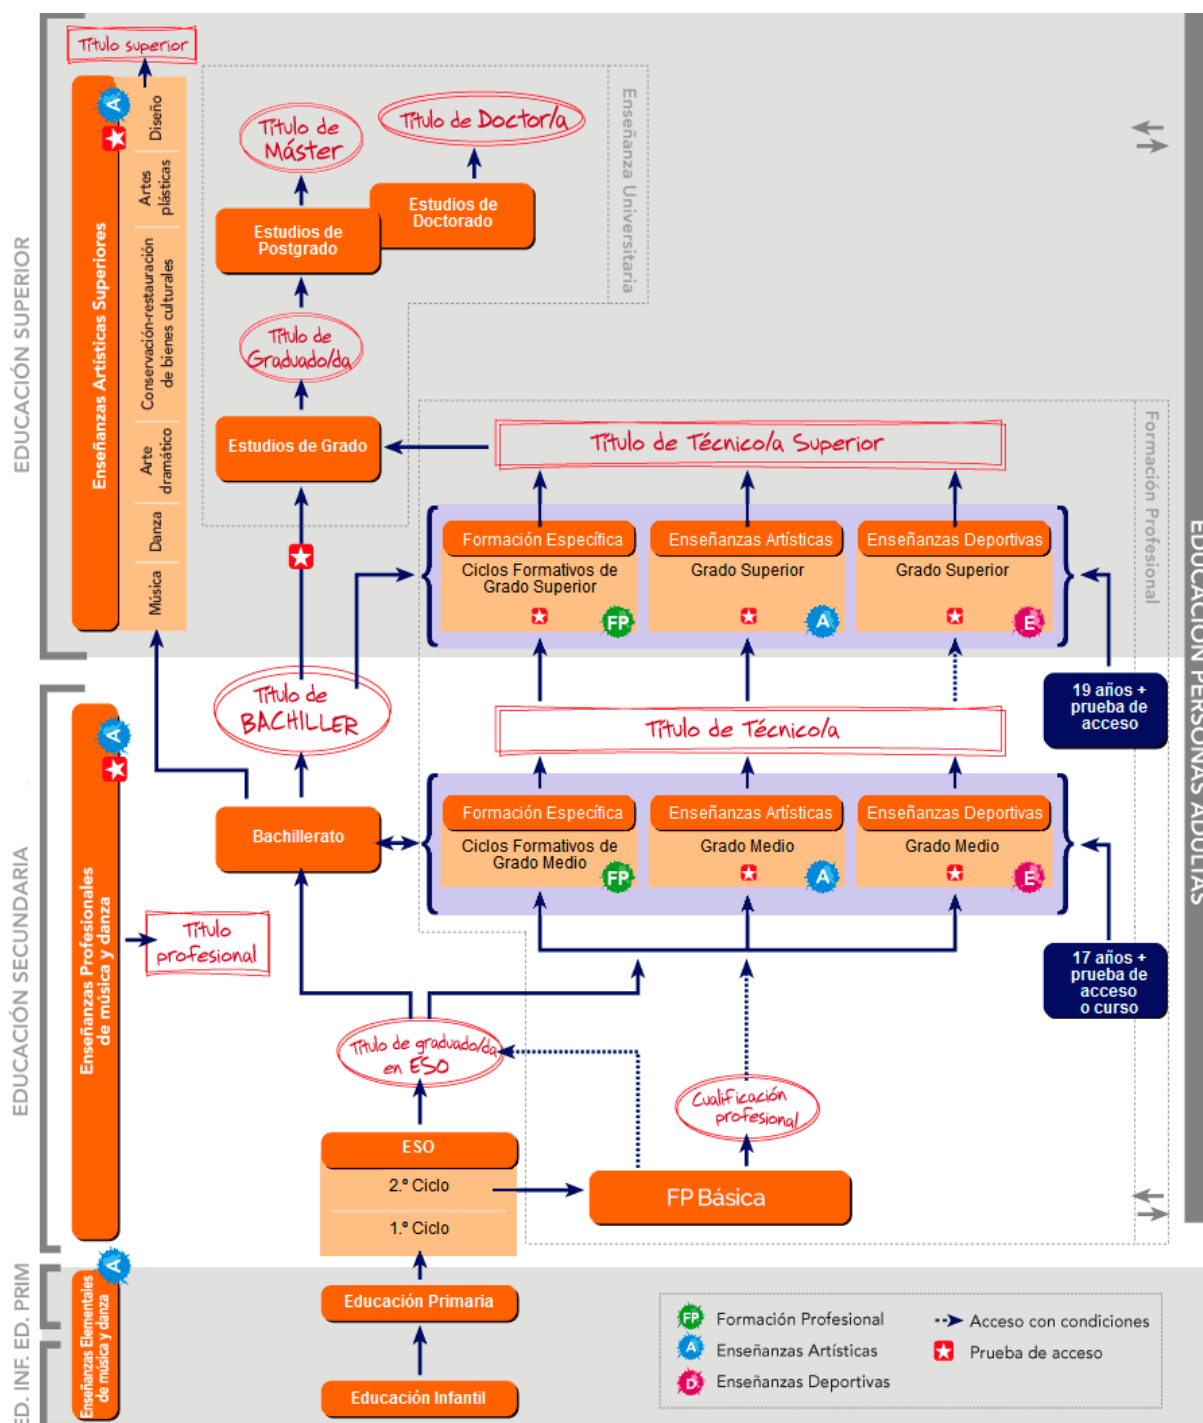 Título superior
EDUCACIÓN SUPERIOR
Enseñanzas Artísticas Superiores
A
Diseño
Artes
plásticas
Conservación-restauración
de bienes culturales
Arte
dramático
Danza
Música
Enseñanza Universitaria
Título de
Máster
Título de Doctor/a
Estudios de
Doctorado
Estudios de
Postgrado
Título de
Graduado/da
Estudios de Grado
Formación Profesional
Título de Técnico/a Superior
Formación Específica
Ciclos Formativos de
Grado Superior
FP
Enseñanzas Artísticas
Grado Superior
A
Enseñanzas Deportivas
Grado Superior
E
19 años +
prueba de
acceso
EDUCACIÓN PERSONAS ADULTAS
EDUCACIÓN SECUNDARIA
Enseñanzas Profesionales
de música y danza
A
Título
profesional
Título de
BACHILLER
Bachillerato
Título de Técnico/a
Formación Específica
Ciclos Formativos de
Grado Medio
FP
Enseñanzas Artísticas
Grado Medio
A
Enseñanzas Deportivas
Grado Medio
E
17 años +
prueba de
acceso
o curso
Título de graduado/da
en ESO
Cualificación
profesional
ESO
2.º Ciclo
1.º Ciclo
FP Básica
ED. INF. ED. PRIM
Enseñanzas Elementales
de música y danza
A
Educación Primaria
Educación Infantil
FP Formación Profesional
A Enseñanzas Artísticas
D Enseñanzas Deportivas
Acceso con condiciones
Prueba de acceso